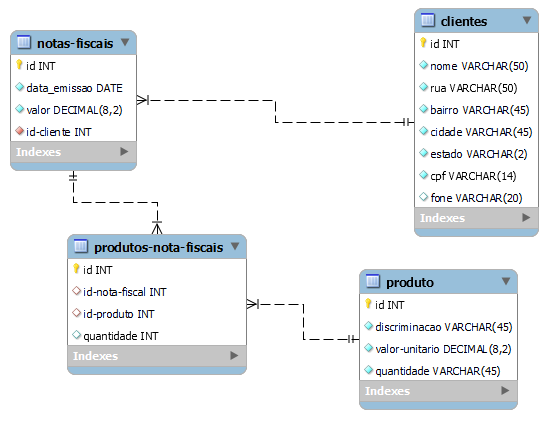 notas-fiscais
id INT
data_emissao DATE
valor DECIMAL(8,2)
id-cliente INT
Indexes
clientes
id INT
nome VARCHAR(50)
rua VARCHAR(50)
bairro VARCHAR(45)
cidade VARCHAR(45)
estado VARCHAR(2)
cpf VARCHAR(14)
fone VARCHAR(20)
Indexes
produtos-nota-fiscais
id INT
id-nota-fiscal INT
id-produto INT
quantidade INT
Indexes
produto
id INT
discriminacao VARCHAR(45)
valor-unitario DECIMAL(8,2)
quantidade VARCHAR(45)
Indexes